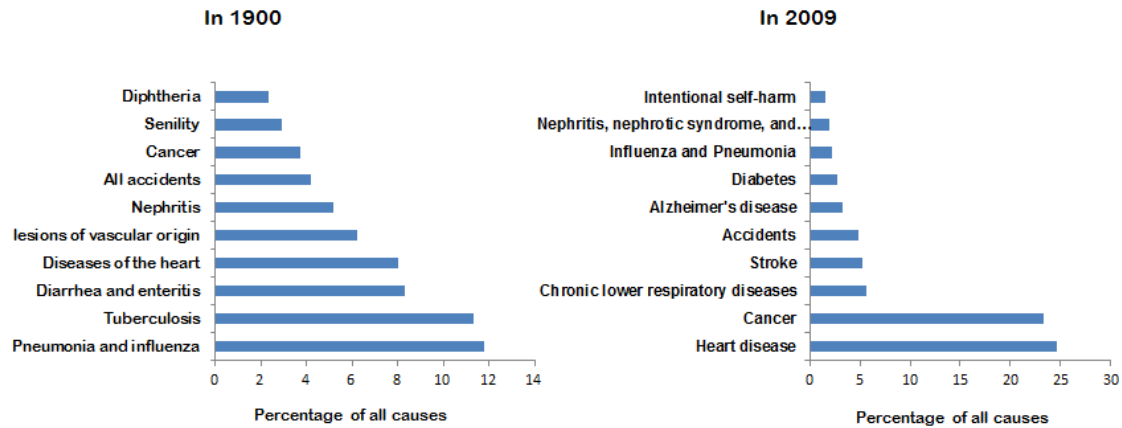 In 1900
Diphtheria
Senility
Cancer
All accidents
Nephritis
lesions of vascular origin
Diseases of the heart
Diarrhea and enteritis
Tuberculosis
Pneumonia and influenza
0 2 4 6 8 10 12 14
Percentage of all causes
In 2009
Intentional self-harm
Nephritis, nephrotic syndrome, and...
Influenza and Pneumonia
Diabetes
Alzheimer's disease
Accidents
Stroke
Chronic lower respiratory diseases
Cancer
Heart disease
0 5 10 15 20 25 30
Percentage of all causes